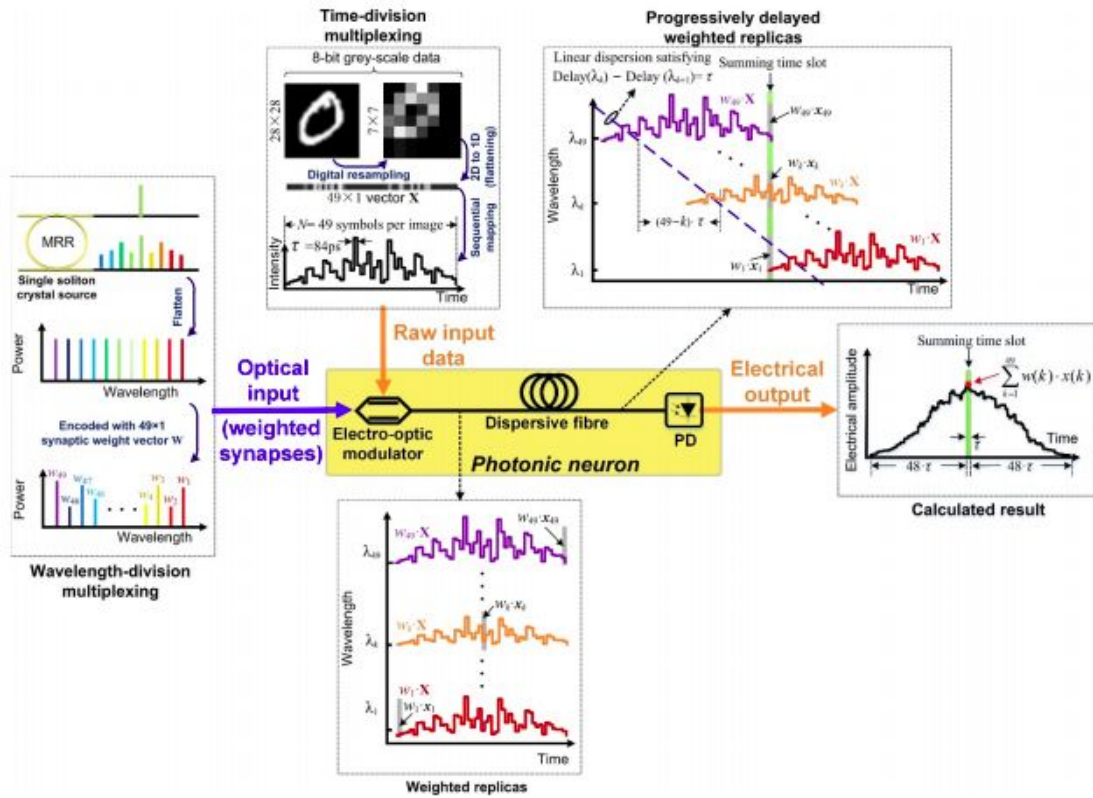 Time-division
multiplexing
8-bit grey-scale data
28×28
7×7
Digital resampling
2D to 1D
(flattening)
49×1 vector X
Sequential
mapping
N= 49 symbols per image
τ =84ps
Intensity
Time
Progressively delayed
weighted replicas
Linear dispersion satisfying
Delay(λk) − Delay (λk+1)= τ
Summing time slot
w49·X
w49·x49
λ49
wk·xk
wk·X
λk
(49−k)· τ
w1·x1
w1·X
λ1
Wavelength
Time
MRR
Single soliton
crystal source
Flatten
Power
Wavelength
Encoded with 49×1
synaptic weight vector W
Power
w49
w48
w47
w46
w4
w3
w2
w1
Wavelength
Wavelength-division
multiplexing
Optical
input
(weighted
synapses)
Raw input
data
Electro-optic
modulator
Dispersive fibre
PD
Photonic neuron
Electrical
output
Summing time slot
49
∑ w(k)·x(k)
k=1
Electrical amplitude
Time
τ
48·τ
48·τ
Calculated result
w49·X
w49·x49
λ49
wk·X
wk·xk
λk
w1·X
w1·x1
λ1
Wavelength
Time
Weighted replicas